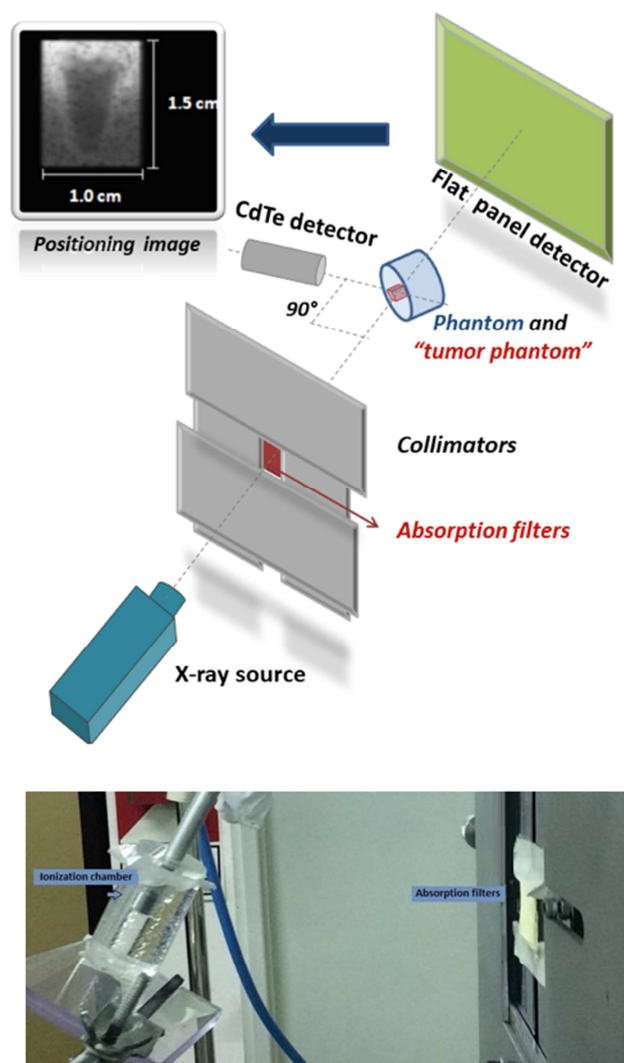 1.5 cm
1.0 cm
Positioning image
CdTe detector
Flat panel detector
90°
Phantom and
"tumor phantom"
Collimators
Absorption filters
X-ray source
Ionization chamber
Absorption filters